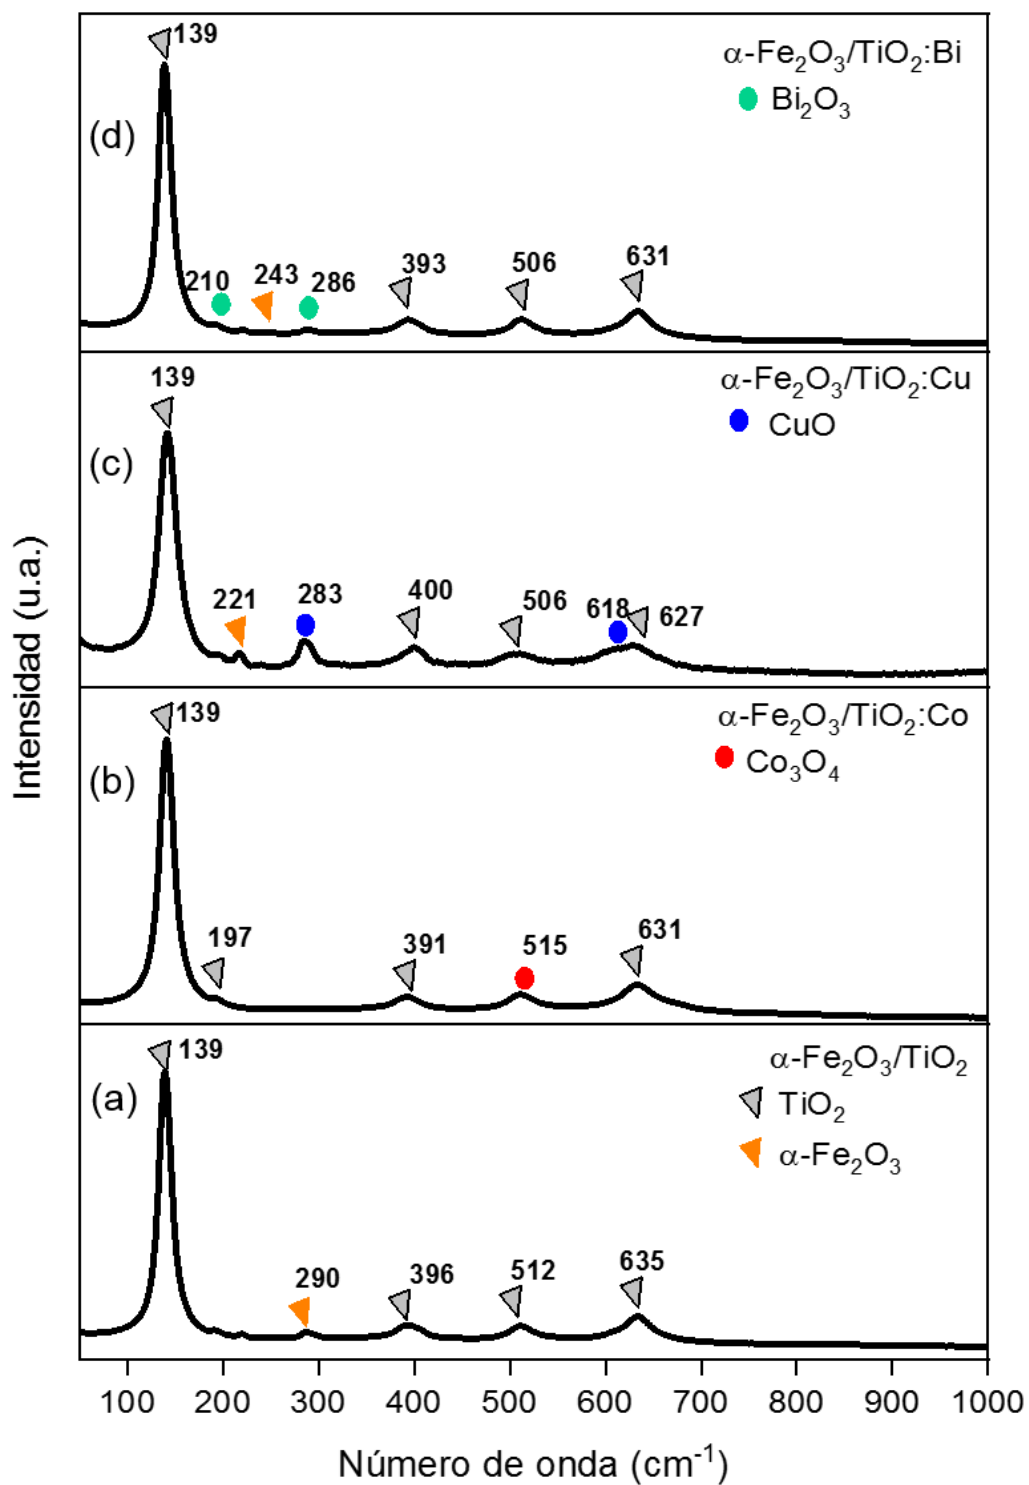 139
α-Fe₂O₃/TiO₂:Bi
Bi₂O₃
(d)
210
243
286
393
506
631
139
α-Fe₂O₃/TiO₂:Cu
CuO
(c)
221
283
400
506
618
627
139
α-Fe₂O₃/TiO₂:Co
Co₃O₄
(b)
197
391
515
631
139
α-Fe₂O₃/TiO₂
TiO₂
α-Fe₂O₃
(a)
290
396
512
635
Intensidad (u.a.)
100 200 300 400 500 600 700 800 900 1000
Número de onda (cm⁻¹)